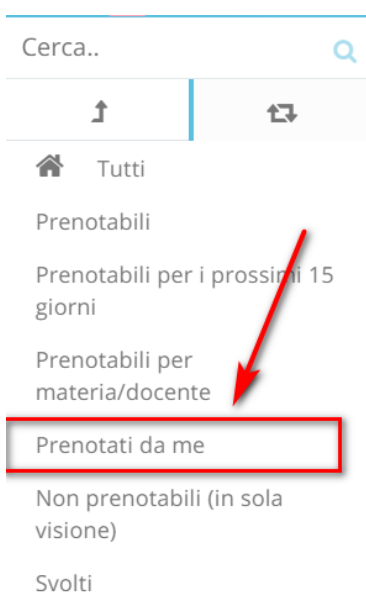 Cerca..
Tutti
Prenotabili
Prenotabili per i prossimi 15
giorni
Prenotabili per
materia/docente
Prenotati da me
Non prenotabili (in sola
visione)
Svolti